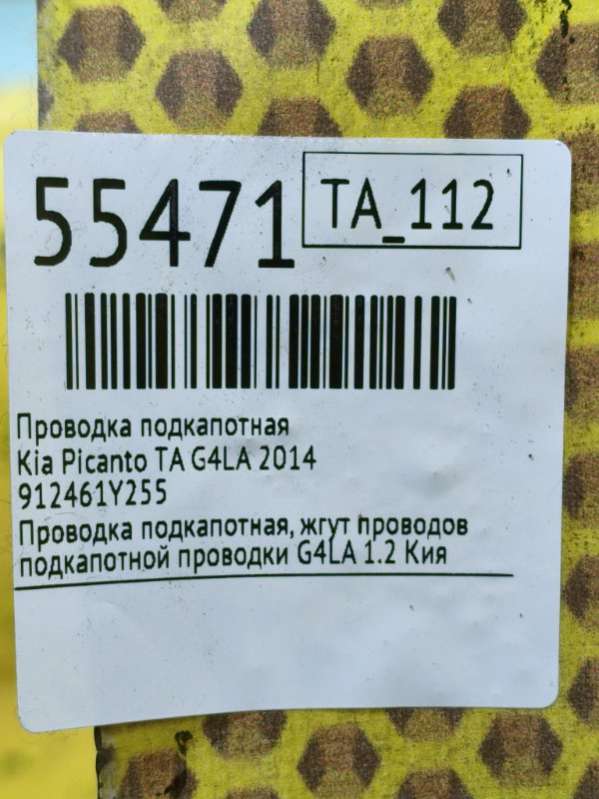 55471
TA_112
Проводка подкапотная
Kia Picanto TA G4LA 2014
912461Y255
Проводка подкапотная, жгут проводов
подкапотной проводки G4LA 1.2 Кия